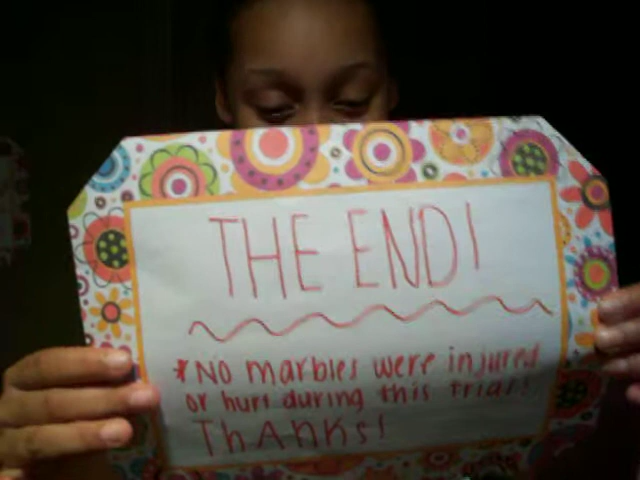 THE END!
*No marbles were injured
or hurt during this trial!
THANKS!